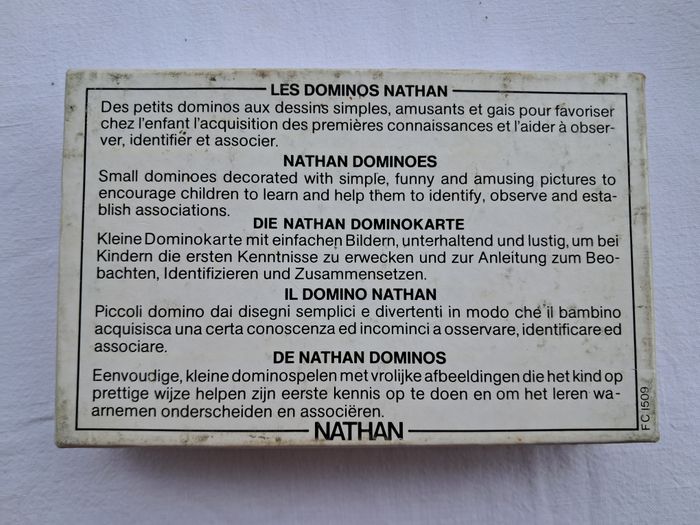 LES DOMINOS NATHAN
Des petits dominos aux dessins simples, amusants et gais pour favoriser
chez l'enfant l'acquisition des premières connaissances et l'aider à obser-
ver, identifier et associer.
NATHAN DOMINOES
Small dominoes decorated with simple, funny and amusing pictures to
encourage children to learn and help them to identify, observe and esta-
blish associations.
DIE NATHAN DOMINOKARTE
Kleine Dominokarte mit einfachen Bildern, unterhaltend und lustig, um bei
Kindern die ersten Kenntnisse zu erwecken und zur Anleitung zum Beo-
bachten, Identifizieren und Zusammensetzen.
IL DOMINO NATHAN
Piccoli domino dai disegni semplici e divertenti in modo ché il bambino
acquisisca una certa conoscenza ed incominci a osservare, identificare ed
associare.
DE NATHAN DOMINOS
Eenvoudige, kleine dominospelen met vrolijke afbeeldingen die het kind op
prettige wijze helpen zijn eerste kennis op te doen en om het leren wa-
arnemen onderscheiden en associëren.
NATHAN
FC 1509